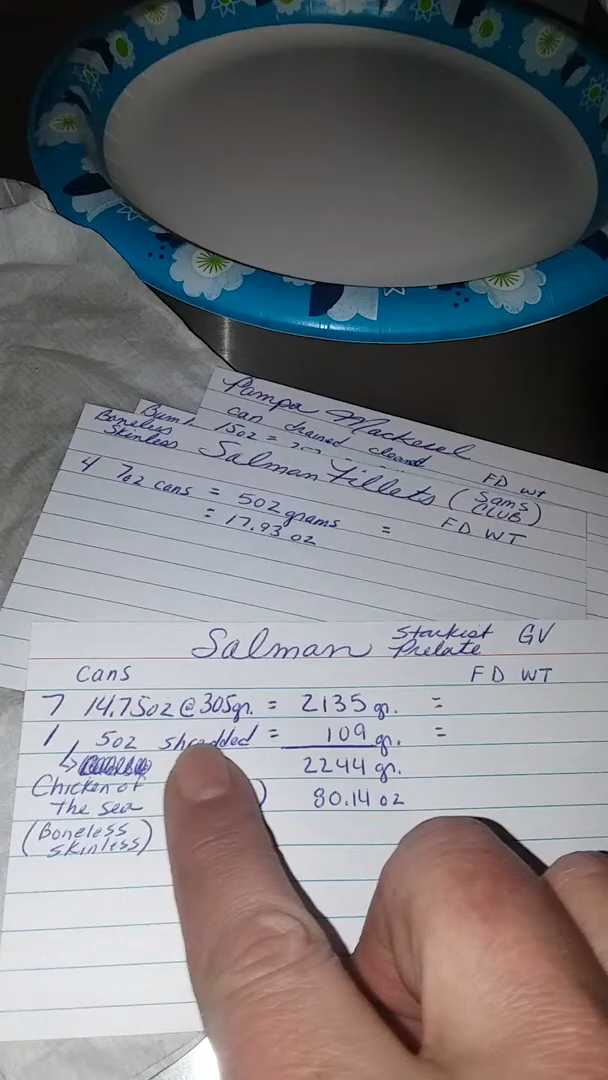 Pampa Mackerel
can drained cleaned
15oz =
FD Wt
Boneless
Skinless
Salman Fillets (Sams CLUB)
4 7oz cans = 502 grams = FD WT
= 17.93 oz
Salman Starkist Prelate GV
Cans FD WT
7 14.75oz @ 305gr. = 2135 gr. =
1 5oz shredded = 109 gr. =
2244 gr.
Chicken of 80.14 oz
the sea
(Boneless
skinless)